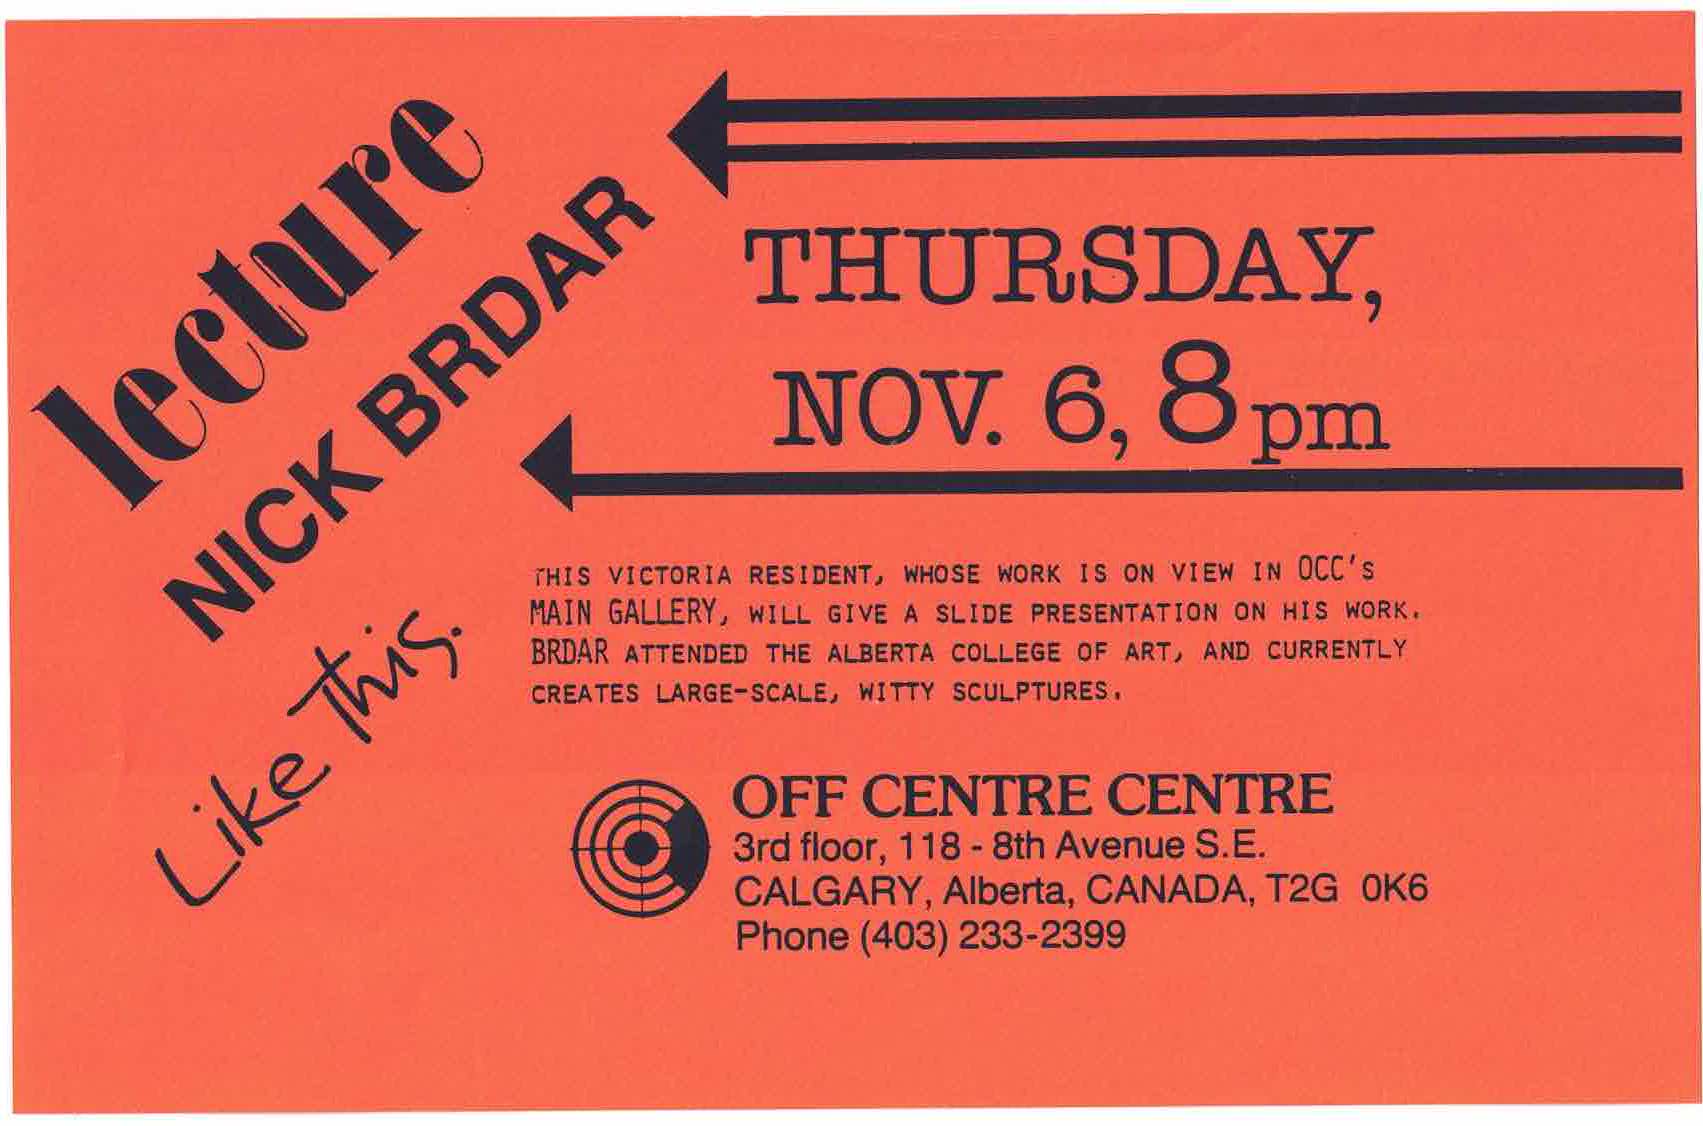 lecture
NICK BRDAR
Like This.
THURSDAY,
NOV. 6, 8pm
THIS VICTORIA RESIDENT, WHOSE WORK IS ON VIEW IN OCC's
MAIN GALLERY, WILL GIVE A SLIDE PRESENTATION ON HIS WORK.
BRDAR ATTENDED THE ALBERTA COLLEGE OF ART, AND CURRENTLY
CREATES LARGE-SCALE, WITTY SCULPTURES.
OFF CENTRE CENTRE
3rd floor, 118 - 8th Avenue S.E.
CALGARY, Alberta, CANADA, T2G 0K6
Phone (403) 233-2399